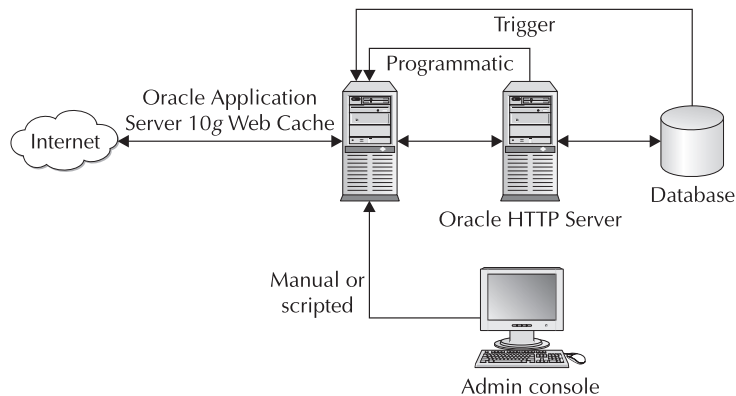 Trigger
Programmatic
Oracle Application
Server 10g Web Cache
Internet
Database
Oracle HTTP Server
Manual or
scripted
Admin console